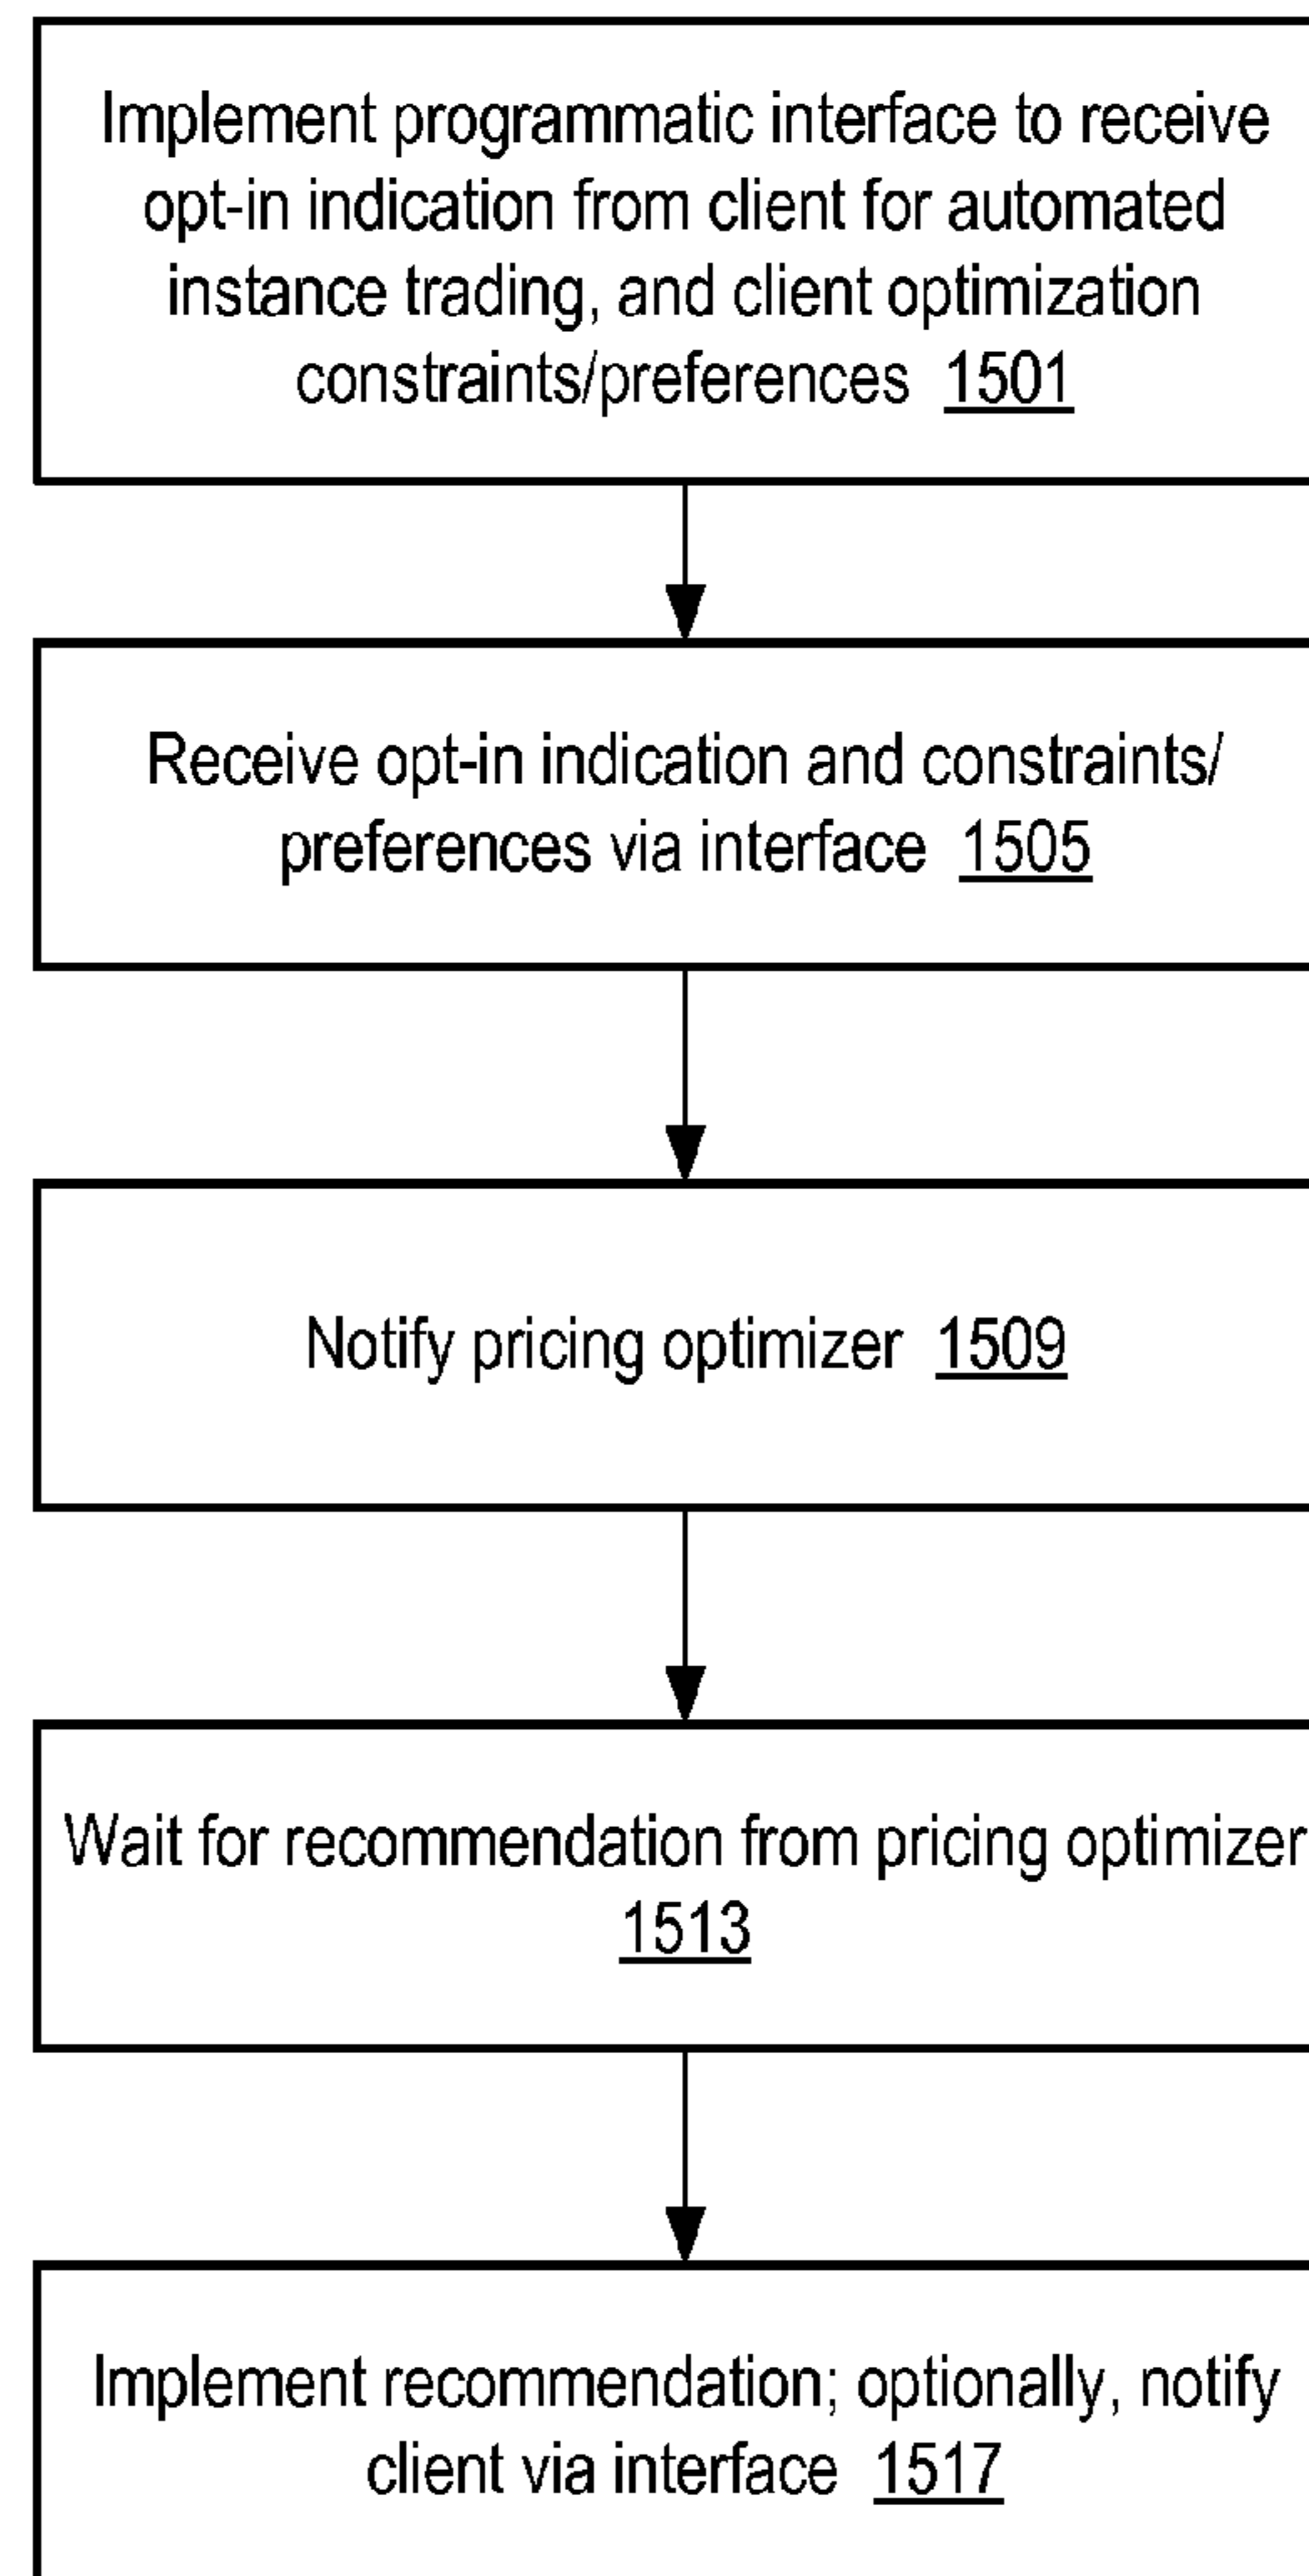 Implement programmatic interface to receive
opt-in indication from client for automated
instance trading, and client optimization
constraints/preferences 1501
Receive opt-in indication and constraints/
preferences via interface 1505
Notify pricing optimizer 1509
Wait for recommendation from pricing optimizer
1513
Implement recommendation; optionally, notify
client via interface 1517